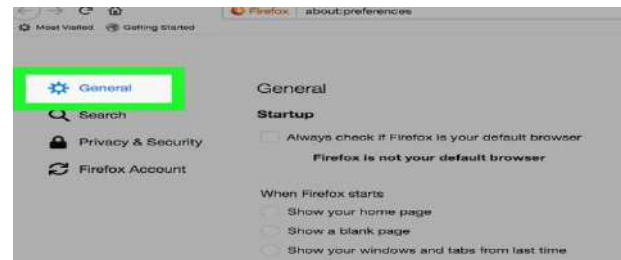 Firefox about:preferences
Most Visited Getting Started
General
Search
Privacy & Security
Firefox Account
General
Startup
Always check if Firefox is your default browser
Firefox is not your default browser
When Firefox starts
Show your home page
Show a blank page
Show your windows and tabs from last time